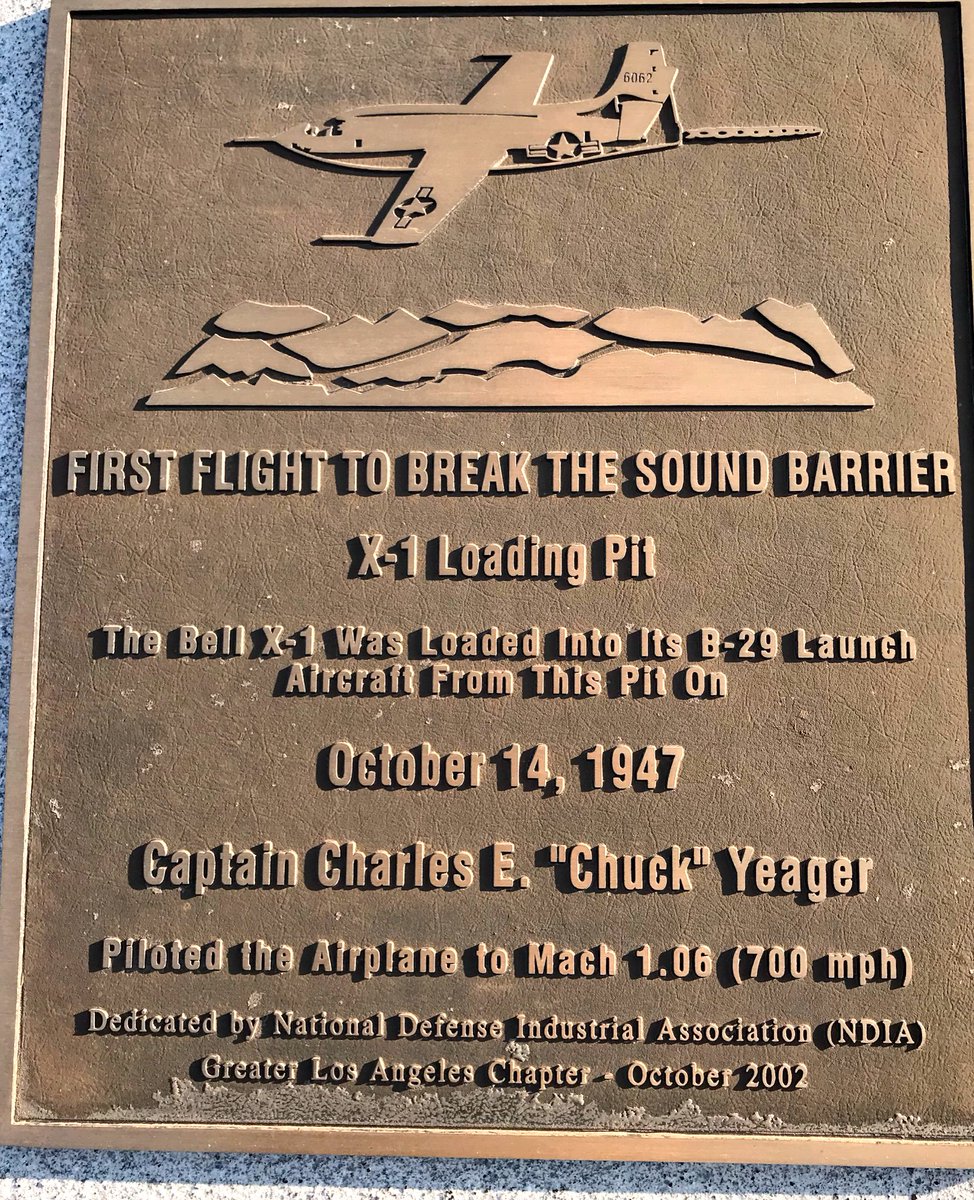 6062
FIRST FLIGHT TO BREAK THE SOUND BARRIER
X-1 Loading Pit
The Bell X-1 Was Loaded Into Its B-29 Launch
Aircraft From This Pit On
October 14, 1947
Captain Charles E. "Chuck" Yeager
Piloted the Airplane to Mach 1.06 (700 mph)
Dedicated by National Defense Industrial Association (NDIA)
Greater Los Angeles Chapter - October 2002